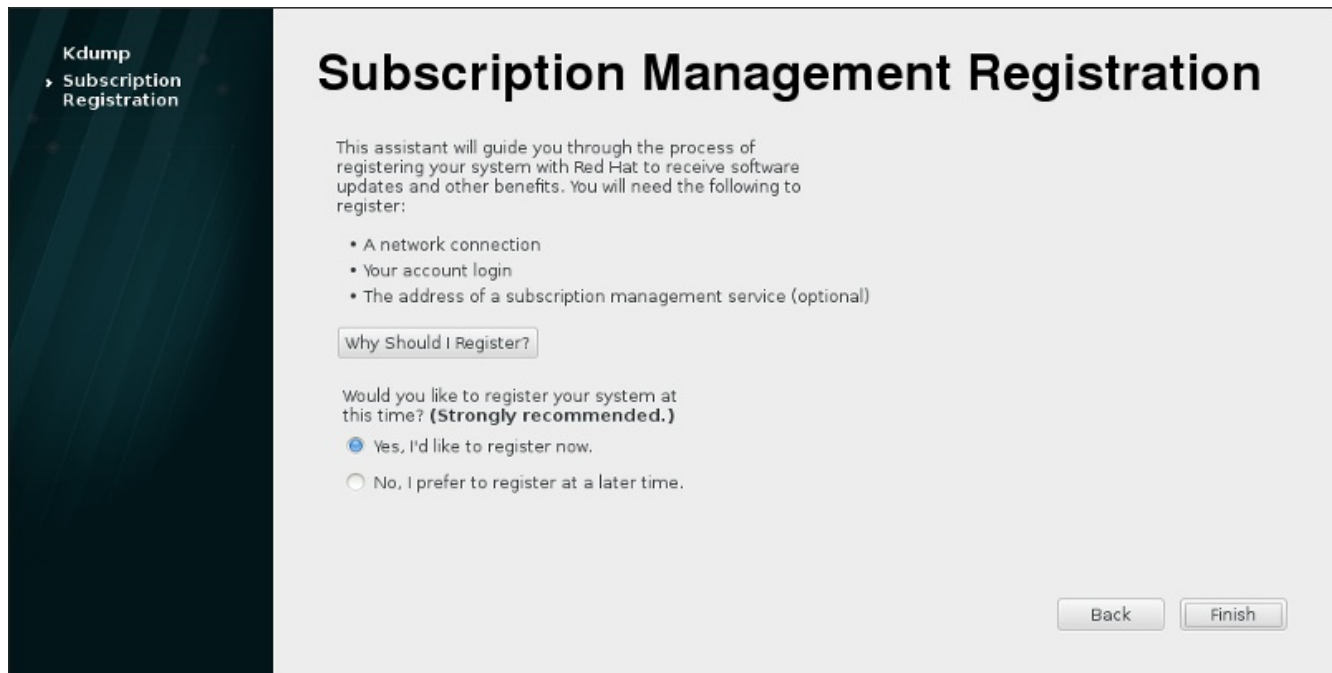 Kdump
Subscription
Registration
Subscription Management Registration
This assistant will guide you through the process of
registering your system with Red Hat to receive software
updates and other benefits. You will need the following to
register:
• A network connection
• Your account login
• The address of a subscription management service (optional)
Why Should I Register?
Would you like to register your system at
this time? (Strongly recommended.)
Yes, I'd like to register now.
No, I prefer to register at a later time.
Back
Finish